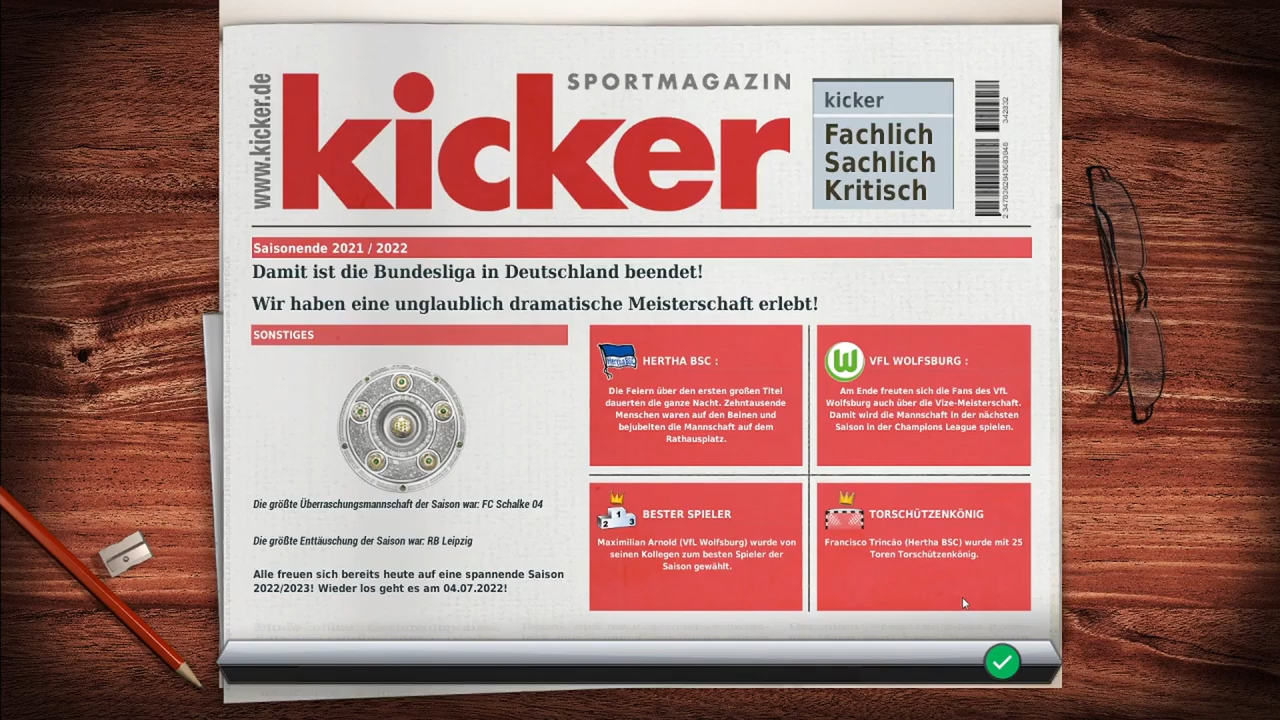 www.kicker.de
SPORTMAGAZIN
kicker
kicker
Fachlich
Sachlich
Kritisch
Saisonende 2021 / 2022
Damit ist die Bundesliga in Deutschland beendet!
Wir haben eine unglaublich dramatische Meisterschaft erlebt!
SONSTIGES
Die größte Überraschungsmannschaft der Saison war: FC Schalke 04
Die größte Enttäuschung der Saison war: RB Leipzig
Alle freuen sich bereits heute auf eine spannende Saison
2022/2023! Wieder los geht es am 04.07.2022!
HERTHA BSC :
Die Feiern über den ersten großen Titel
dauerten die ganze Nacht. Zehntausende
Menschen waren auf den Beinen und
bejubelten die Mannschaft auf dem
Rathausplatz.
VFL WOLFSBURG :
Am Ende freuten sich die Fans des VfL
Wolfsburg auch über die Vize-Meisterschaft.
Damit wird die Mannschaft in der nächsten
Saison in der Champions League spielen.
BESTER SPIELER
Maximilian Arnold (VfL Wolfsburg) wurde von
seinen Kollegen zum besten Spieler der
Saison gewählt.
TORSCHÜTZENKÖNIG
Francisco Trincão (Hertha BSC) wurde mit 25
Toren Torschützenkönig.